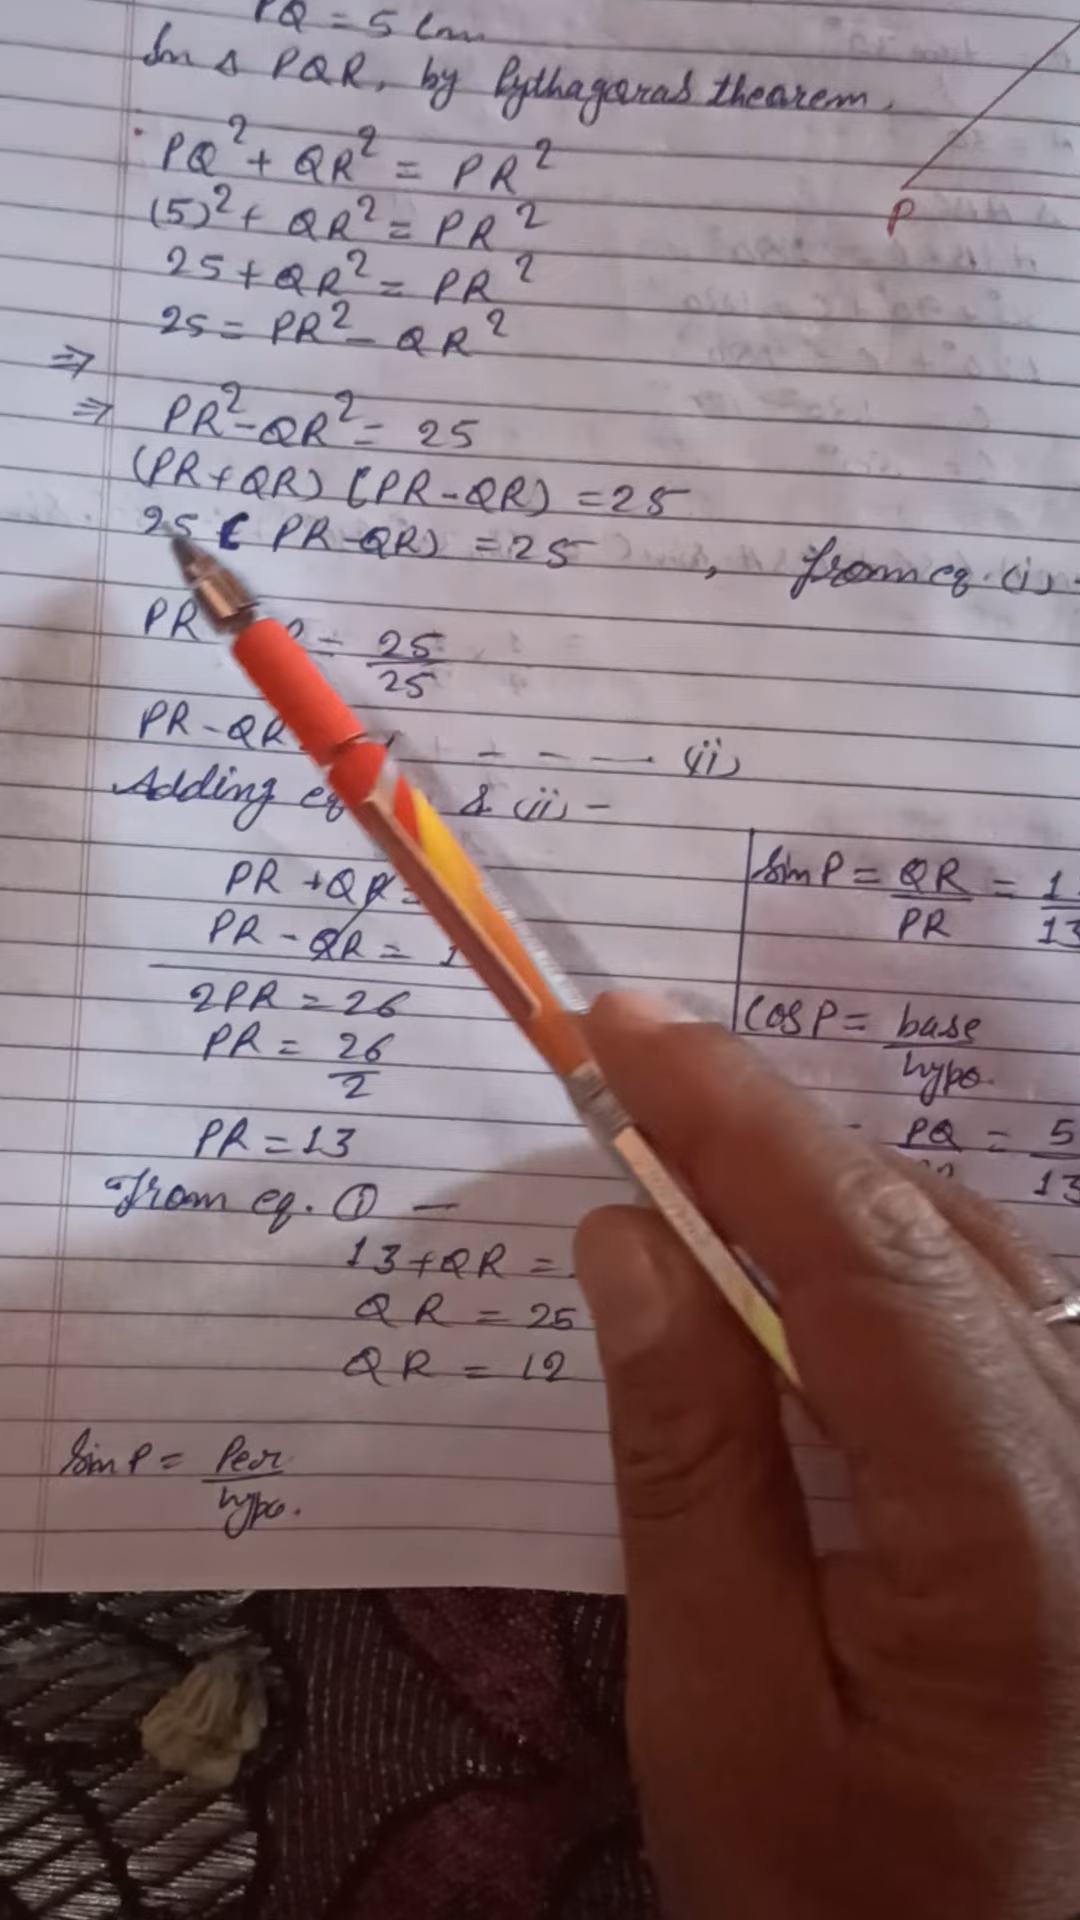 PQ = 5 cm
In Δ PQR, by Pythagoras thearem,
P
PQ² + QR² = PR²
(5)² + QR² = PR²
25 + QR² = PR²
25 = PR² - QR²
⇒
⇒ PR² - QR² = 25
(PR + QR) (PR - QR) = 25
25 ( PR - QR) = 25 , from eq. (i)
PR = 25/25
PR - QR - - - (ii)
Adding eq & (ii) -
PR + QR =
PR - QR = 1
2PR = 26
PR = 26/2
PR = 13
From eq. ① —
13 + QR =
QR = 25
QR = 12
Sin P = Per/hypo.
Sin P = QR/PR =
Cos P = base/hypo.
PQ = 5/13